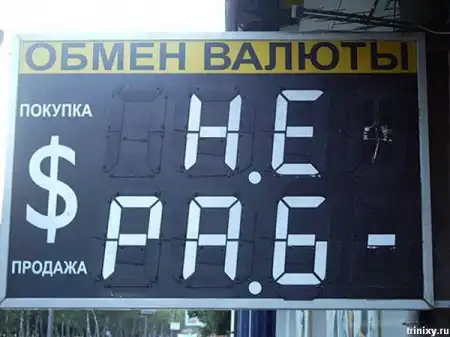 ОБМЕН ВАЛЮТЫ
ПОКУПКА
Н.Е
$
РА.Б-
ПРОДАЖА
trinixy.ru